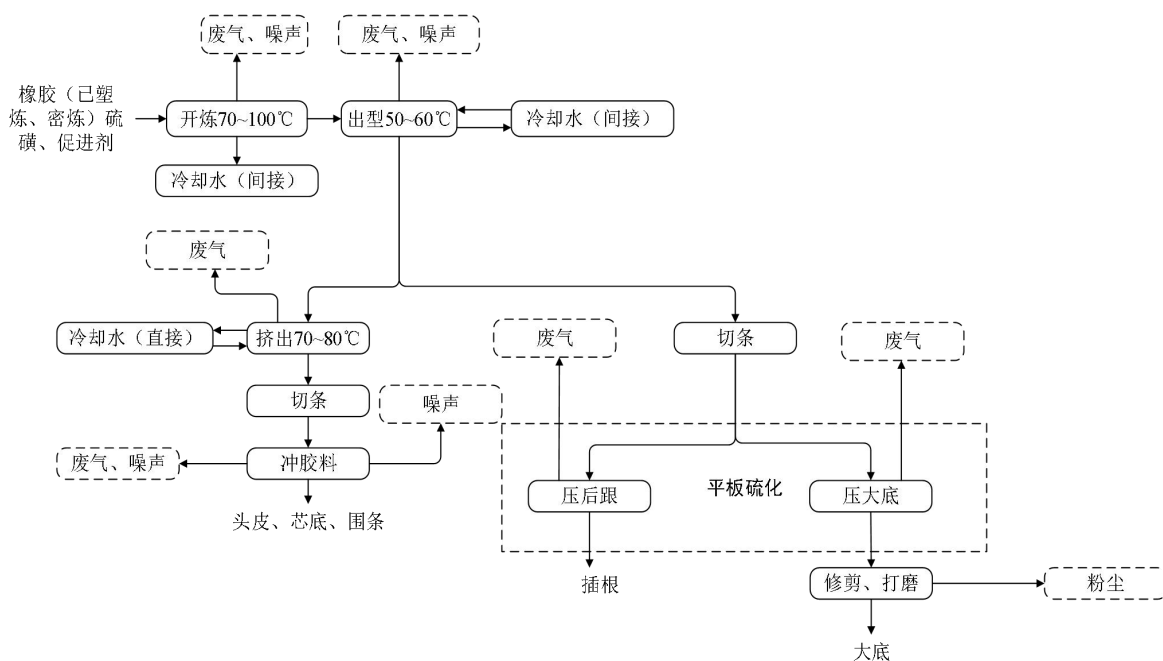 废气、噪声
废气、噪声
橡胶（已塑
炼、密炼）硫
磺、促进剂
开炼70~100℃
出型50~60℃
冷却水（间接）
冷却水（间接）
废气
冷却水（直接）
挤出70~80℃
废气
切条
废气
切条
噪声
废气、噪声
冲胶料
压后跟
平板硫化
压大底
头皮、芯底、围条
插根
修剪、打磨
粉尘
大底